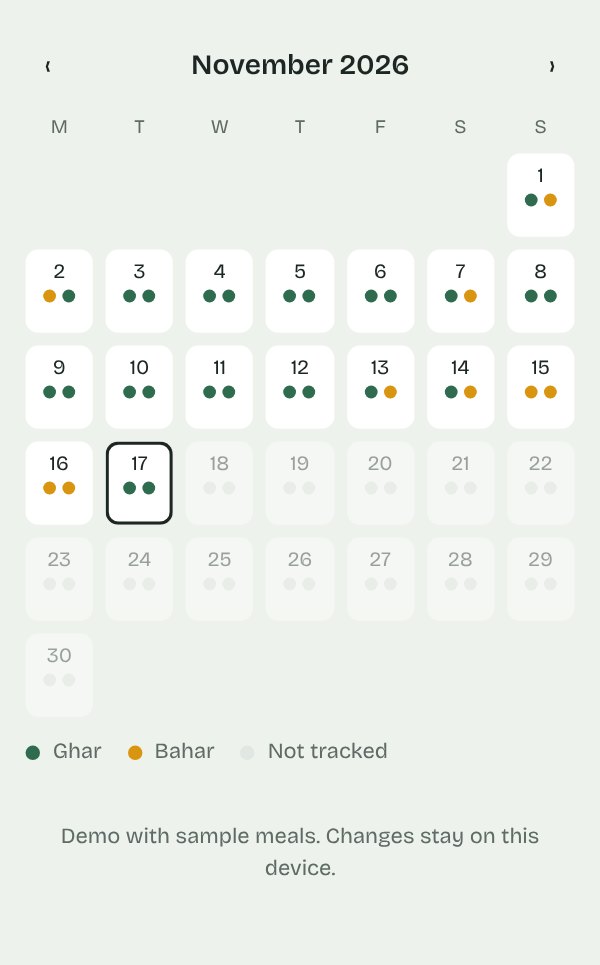 ‹ November 2026 ›
M T W T F S S
1
2 3 4 5 6 7 8
9 10 11 12 13 14 15
16 17 18 19 20 21 22
23 24 25 26 27 28 29
30
Ghar Bahar Not tracked
Demo with sample meals. Changes stay on this
device.